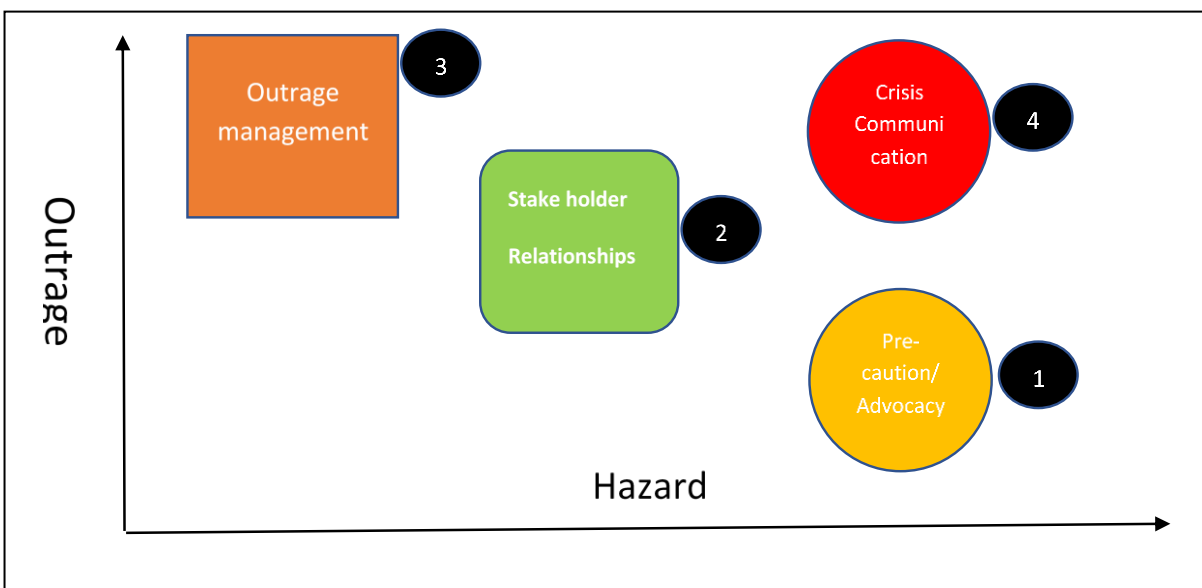 Outrage
management
3
Crisis
Communi
cation
4
Stake holder
Relationships
2
Outrage
Pre-
caution/
Advocacy
1
Hazard